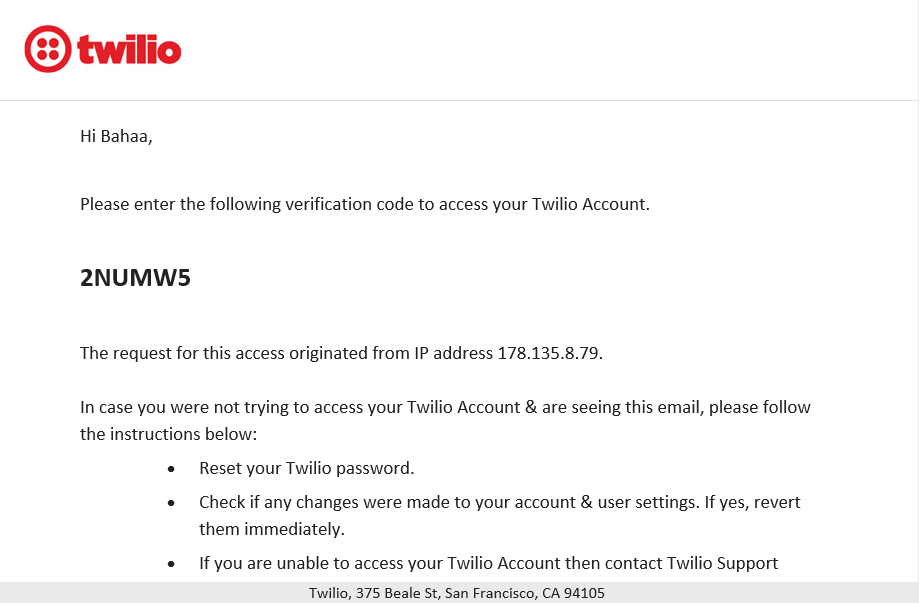 twilio
Hi Bahaa,
Please enter the following verification code to access your Twilio Account.
2NUMW5
The request for this access originated from IP address 178.135.8.79.
In case you were not trying to access your Twilio Account & are seeing this email, please follow
the instructions below:
• Reset your Twilio password.
• Check if any changes were made to your account & user settings. If yes, revert
them immediately.
• If you are unable to access your Twilio Account then contact Twilio Support
Twilio, 375 Beale St, San Francisco, CA 94105